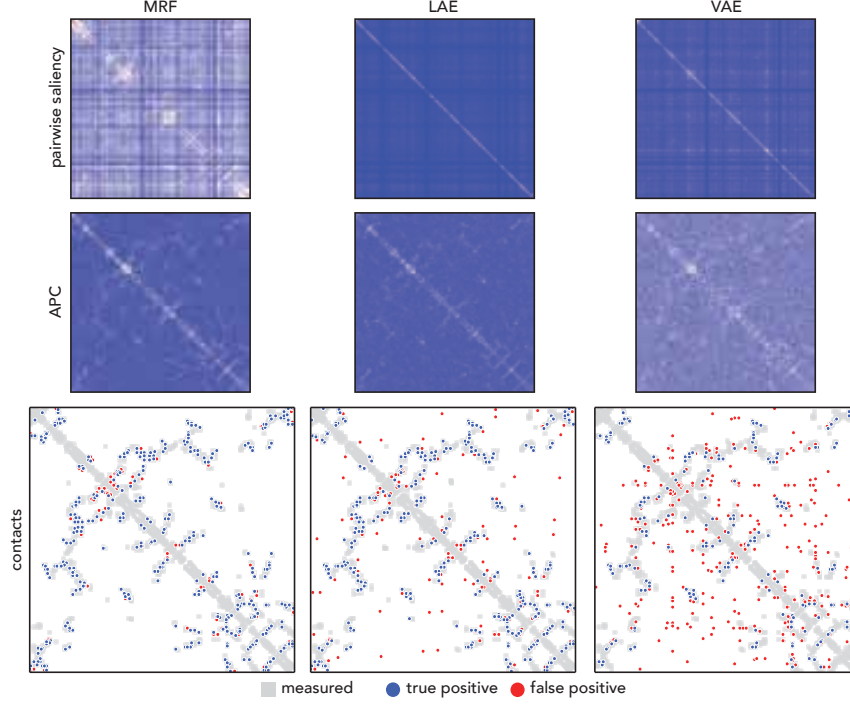 MRF LAE VAE
pairwise saliency
APC
contacts
measured true positive false positive